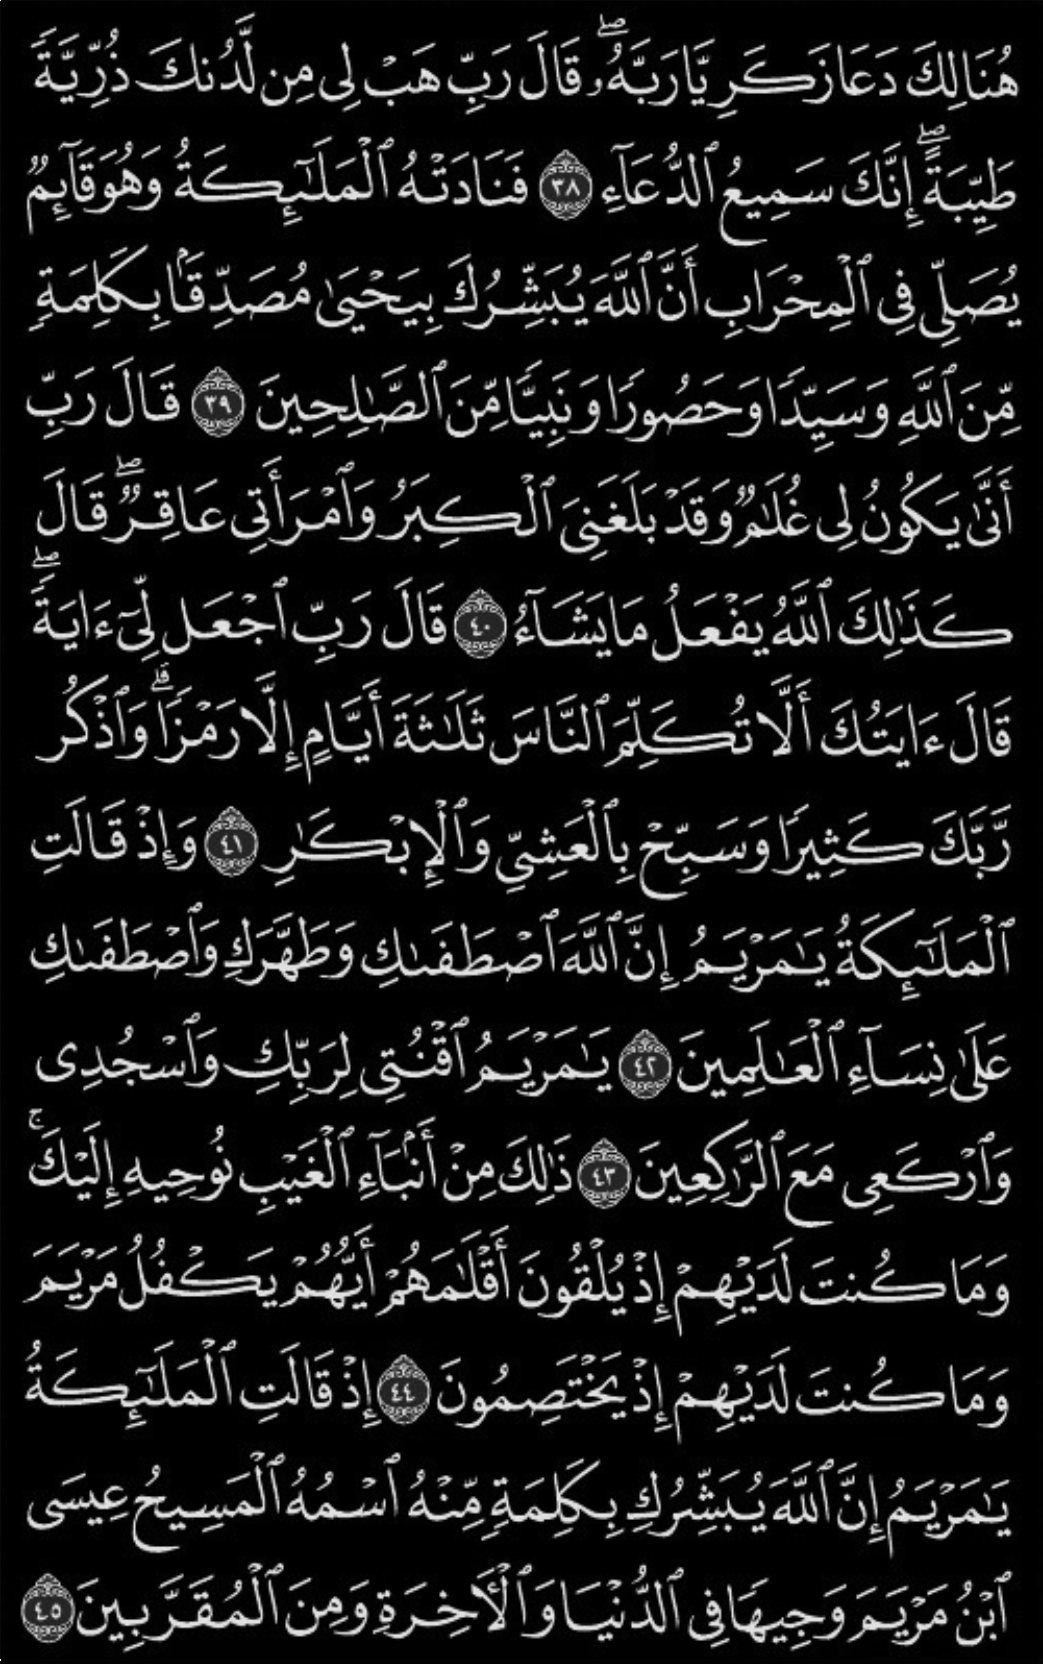 هُنَالِكَ دَعَا زَكَرِيَّا رَبَّهُۥۖ قَالَ رَبِّ هَبْ لِى مِن لَّدُنكَ ذُرِّيَّةً
طَيِّبَةًۖ إِنَّكَ سَمِيعُ ٱلدُّعَآءِ ٣٨ فَنَادَتْهُ ٱلْمَلَٰٓئِكَةُ وَهُوَ قَآئِمٌ
يُصَلِّى فِى ٱلْمِحْرَابِ أَنَّ ٱللَّهَ يُبَشِّرُكَ بِيَحْيَىٰ مُصَدِّقًۢا بِكَلِمَةٍ
مِّنَ ٱللَّهِ وَسَيِّدًا وَحَصُورًا وَنَبِيًّا مِّنَ ٱلصَّٰلِحِينَ ٣٩ قَالَ رَبِّ
أَنَّىٰ يَكُونُ لِى غُلَٰمٌ وَقَدْ بَلَغَنِىَ ٱلْكِبَرُ وَٱمْرَأَتِى عَاقِرٌۖ قَالَ
كَذَٰلِكَ ٱللَّهُ يَفْعَلُ مَا يَشَآءُ ٤٠ قَالَ رَبِّ ٱجْعَل لِّىٓ ءَايَةًۖ
قَالَ ءَايَتُكَ أَلَّا تُكَلِّمَ ٱلنَّاسَ ثَلَٰثَةَ أَيَّامٍ إِلَّا رَمْزًاۗ وَٱذْكُر
رَّبَّكَ كَثِيرًا وَسَبِّحْ بِٱلْعَشِىِّ وَٱلْإِبْكَٰرِ ٤١ وَإِذْ قَالَتِ
ٱلْمَلَٰٓئِكَةُ يَٰمَرْيَمُ إِنَّ ٱللَّهَ ٱصْطَفَىٰكِ وَطَهَّرَكِ وَٱصْطَفَىٰكِ
عَلَىٰ نِسَآءِ ٱلْعَٰلَمِينَ ٤٢ يَٰمَرْيَمُ ٱقْنُتِى لِرَبِّكِ وَٱسْجُدِى
وَٱرْكَعِى مَعَ ٱلرَّٰكِعِينَ ٤٣ ذَٰلِكَ مِنْ أَنۢبَآءِ ٱلْغَيْبِ نُوحِيهِ إِلَيْكَۚ
وَمَا كُنتَ لَدَيْهِمْ إِذْ يُلْقُونَ أَقْلَٰمَهُمْ أَيُّهُمْ يَكْفُلُ مَرْيَمَ
وَمَا كُنتَ لَدَيْهِمْ إِذْ يَخْتَصِمُونَ ٤٤ إِذْ قَالَتِ ٱلْمَلَٰٓئِكَةُ
يَٰمَرْيَمُ إِنَّ ٱللَّهَ يُبَشِّرُكِ بِكَلِمَةٍ مِّنْهُ ٱسْمُهُ ٱلْمَسِيحُ عِيسَى
ٱبْنُ مَرْيَمَ وَجِيهًا فِى ٱلدُّنْيَا وَٱلْءَاخِرَةِ وَمِنَ ٱلْمُقَرَّبِينَ ٤٥